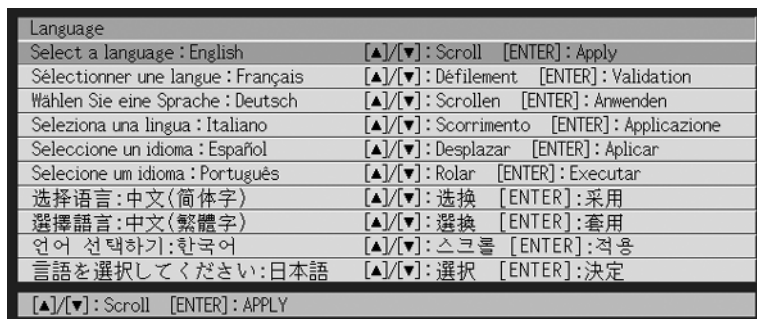 Language
Select a language：English [▲]/[▼]：Scroll [ENTER]：Apply
Sélectionner une langue：Français [▲]/[▼]：Défilement [ENTER]：Validation
Wählen Sie eine Sprache：Deutsch [▲]/[▼]：Scrollen [ENTER]：Anwenden
Seleziona una lingua：Italiano [▲]/[▼]：Scorrimento [ENTER]：Applicazione
Seleccione un idioma：Español [▲]/[▼]：Desplazar [ENTER]：Aplicar
Selecione um idioma：Português [▲]/[▼]：Rolar [ENTER]：Executar
选择语言:中文(简体字) [▲]/[▼]：选换 [ENTER]:采用
選擇語言:中文(繁體字) [▲]/[▼]：選換 [ENTER]:套用
언어 선택하기:한국어 [▲]/[▼]：스크롤 [ENTER]:적용
言語を選択してください:日本語 [▲]/[▼]：選択 [ENTER]:決定
[▲]/[▼]：Scroll [ENTER]：APPLY